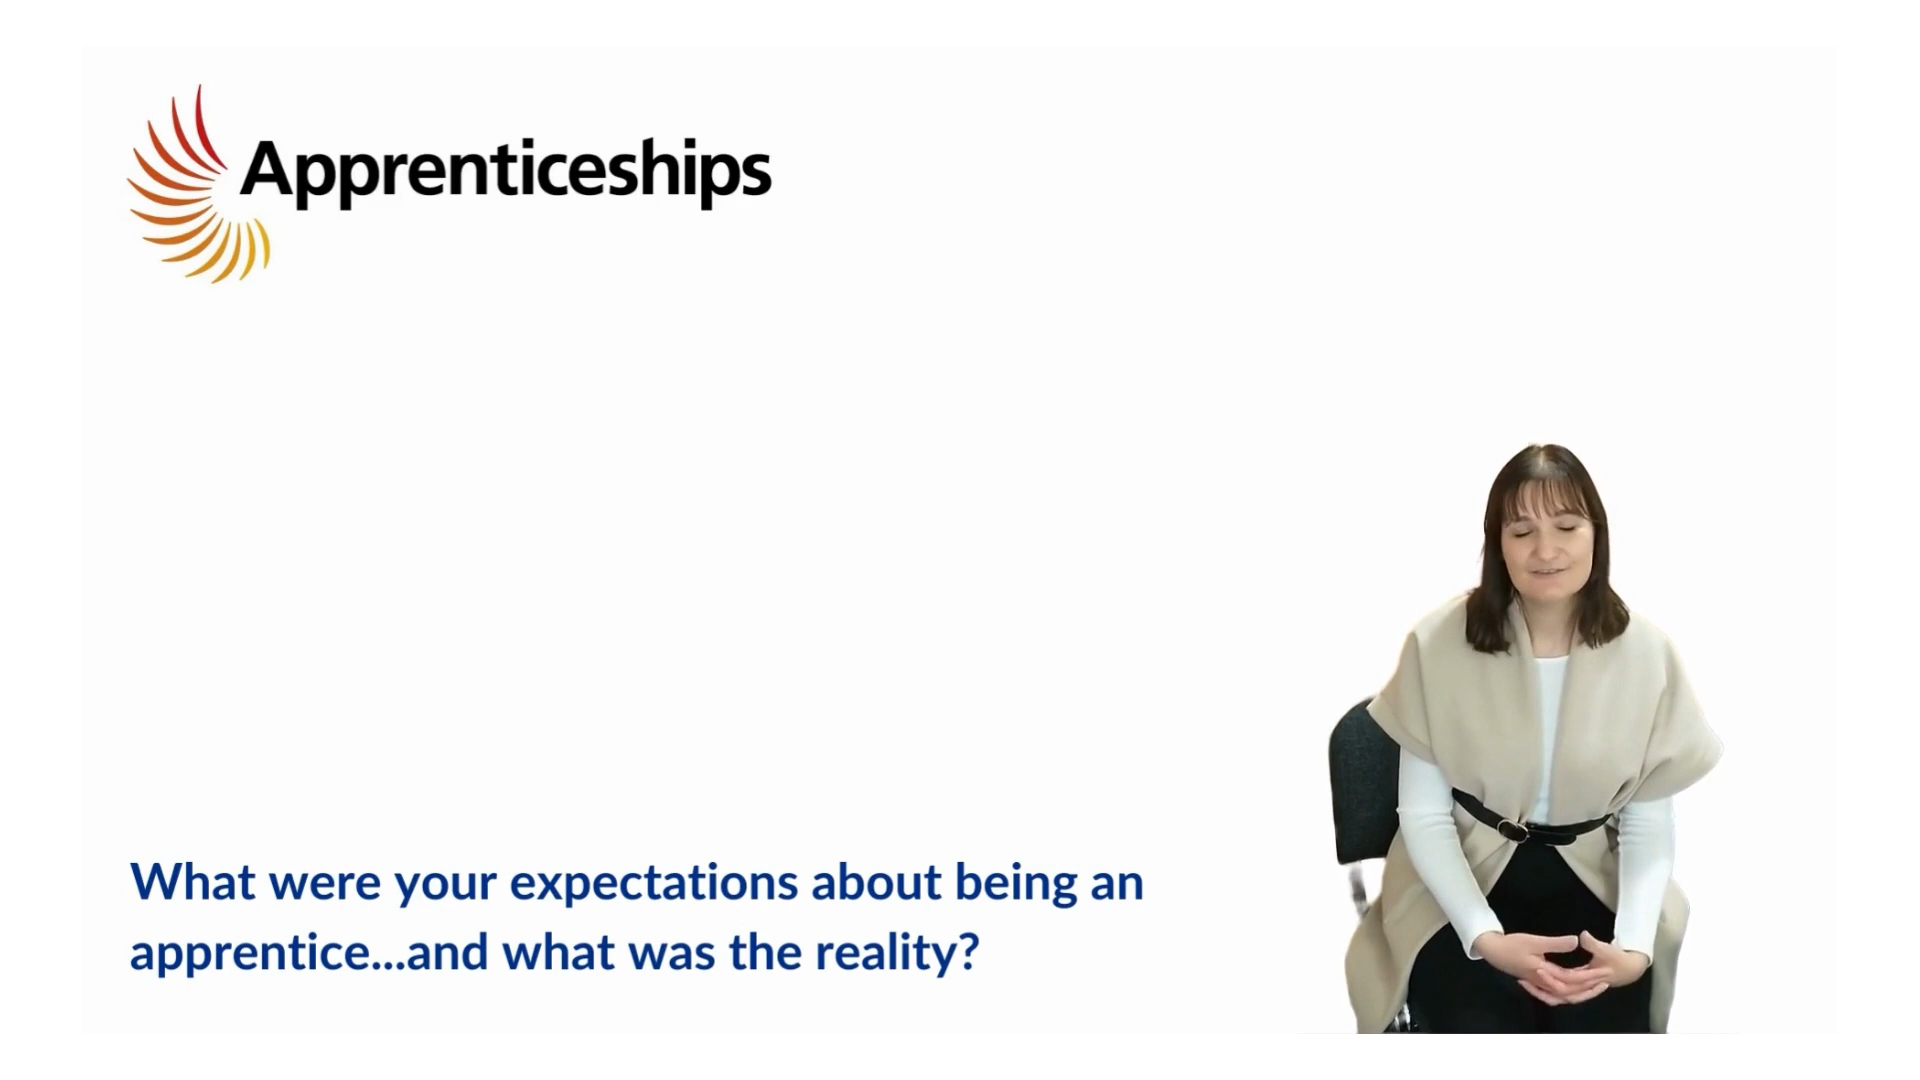 Apprenticeships
What were your expectations about being an
apprentice...and what was the reality?